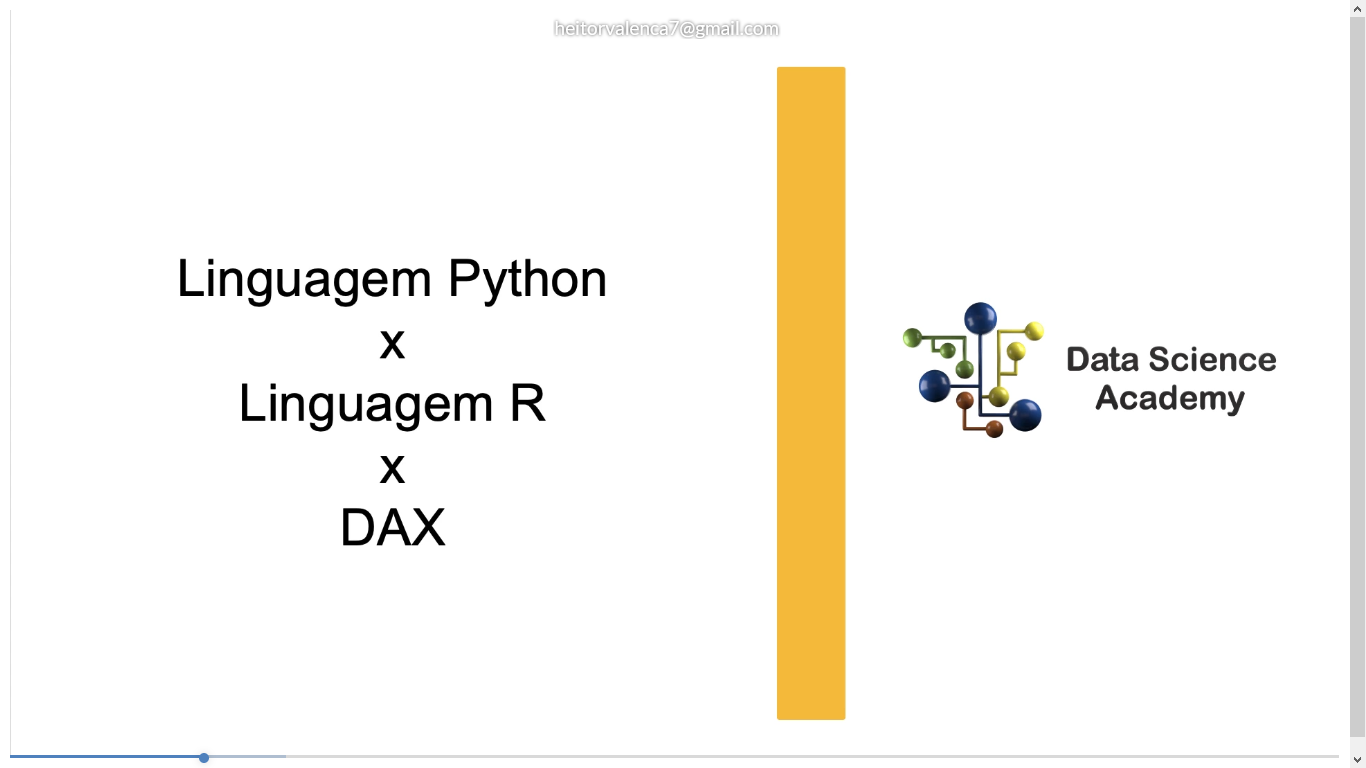 heitorvalenca7@gmail.com
Linguagem Python
x
Linguagem R
x
DAX
Data Science
Academy